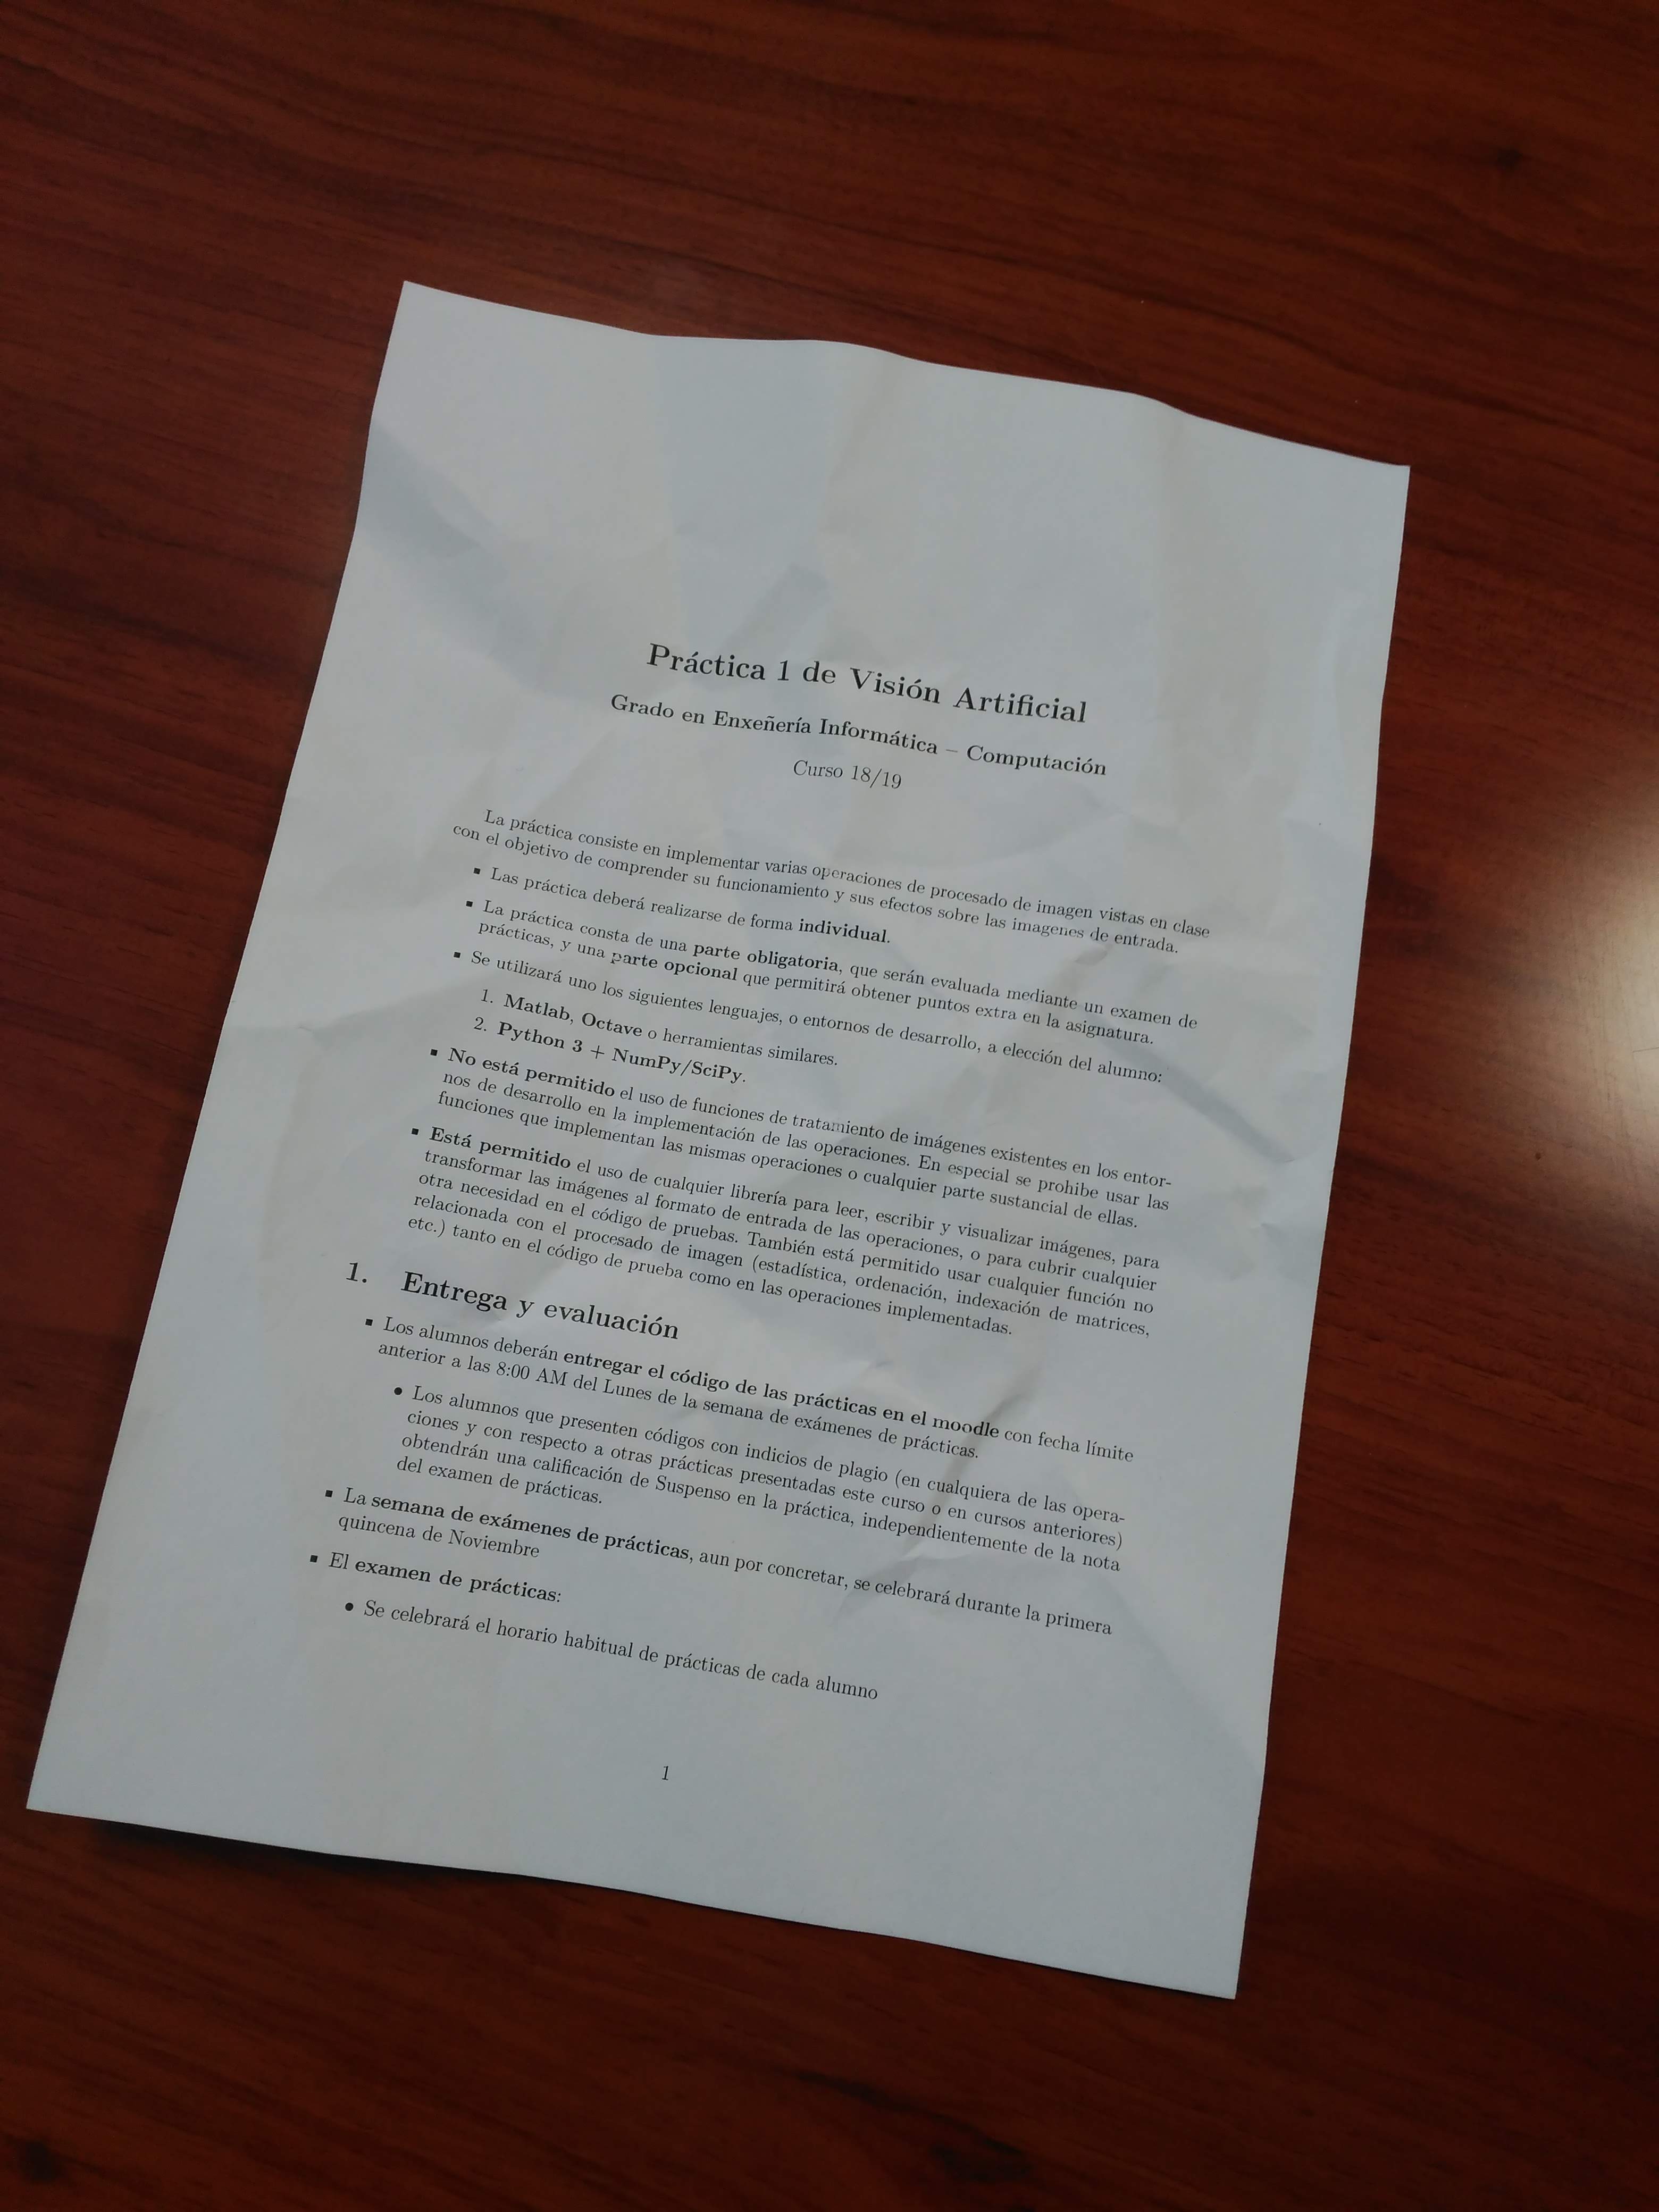 Práctica 1 de Visión Artificial
Grado en Enxeñería Informática – Computación
Curso 18/19
La práctica consiste en implementar varias operaciones de procesado de imagen vistas en clase
con el objetivo de comprender su funcionamiento y sus efectos sobre las imagenes de entrada.
▪ Las práctica deberá realizarse de forma individual.
▪ La práctica consta de una parte obligatoria, que serán evaluada mediante un examen de
prácticas, y una parte opcional que permitirá obtener puntos extra en la asignatura.
▪ Se utilizará uno los siguientes lenguajes, o entornos de desarrollo, a elección del alumno:
1. Matlab, Octave o herramientas similares.
2. Python 3 + NumPy/SciPy.
▪ No está permitido el uso de funciones de tratamiento de imágenes existentes en los entor-
nos de desarrollo en la implementación de las operaciones. En especial se prohibe usar las
funciones que implementan las mismas operaciones o cualquier parte sustancial de ellas.
▪ Está permitido el uso de cualquier librería para leer, escribir y visualizar imágenes, para
transformar las imágenes al formato de entrada de las operaciones, o para cubrir cualquier
otra necesidad en el código de pruebas. También está permitido usar cualquier función no
relacionada con el procesado de imagen (estadística, ordenación, indexación de matrices,
etc.) tanto en el código de prueba como en las operaciones implementadas.
1. Entrega y evaluación
▪ Los alumnos deberán entregar el código de las prácticas en el moodle con fecha límite
anterior a las 8:00 AM del Lunes de la semana de exámenes de prácticas.
• Los alumnos que presenten códigos con indicios de plagio (en cualquiera de las opera-
ciones y con respecto a otras prácticas presentadas este curso o en cursos anteriores)
obtendrán una calificación de Suspenso en la práctica, independientemente de la nota
del examen de prácticas.
▪ La semana de exámenes de prácticas, aun por concretar, se celebrará durante la primera
quincena de Noviembre
▪ El examen de prácticas:
• Se celebrará el horario habitual de prácticas de cada alumno
1